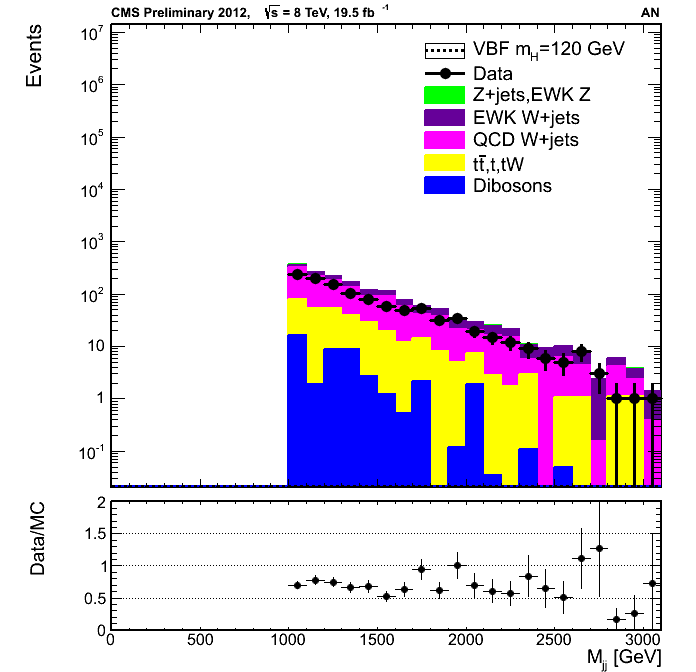 CMS Preliminary 2012, √s = 8 TeV, 19.5 fb⁻¹ AN
Events
10⁷
10⁶
10⁵
10⁴
10³
10²
10
1
10⁻¹
VBF m_H=120 GeV
Data
Z+jets,EWK Z
EWK W+jets
QCD W+jets
tt̄,t,tW
Dibosons
Data/MC
2
1.5
1
0.5
0
0 500 1000 1500 2000 2500 3000
M_jj [GeV]